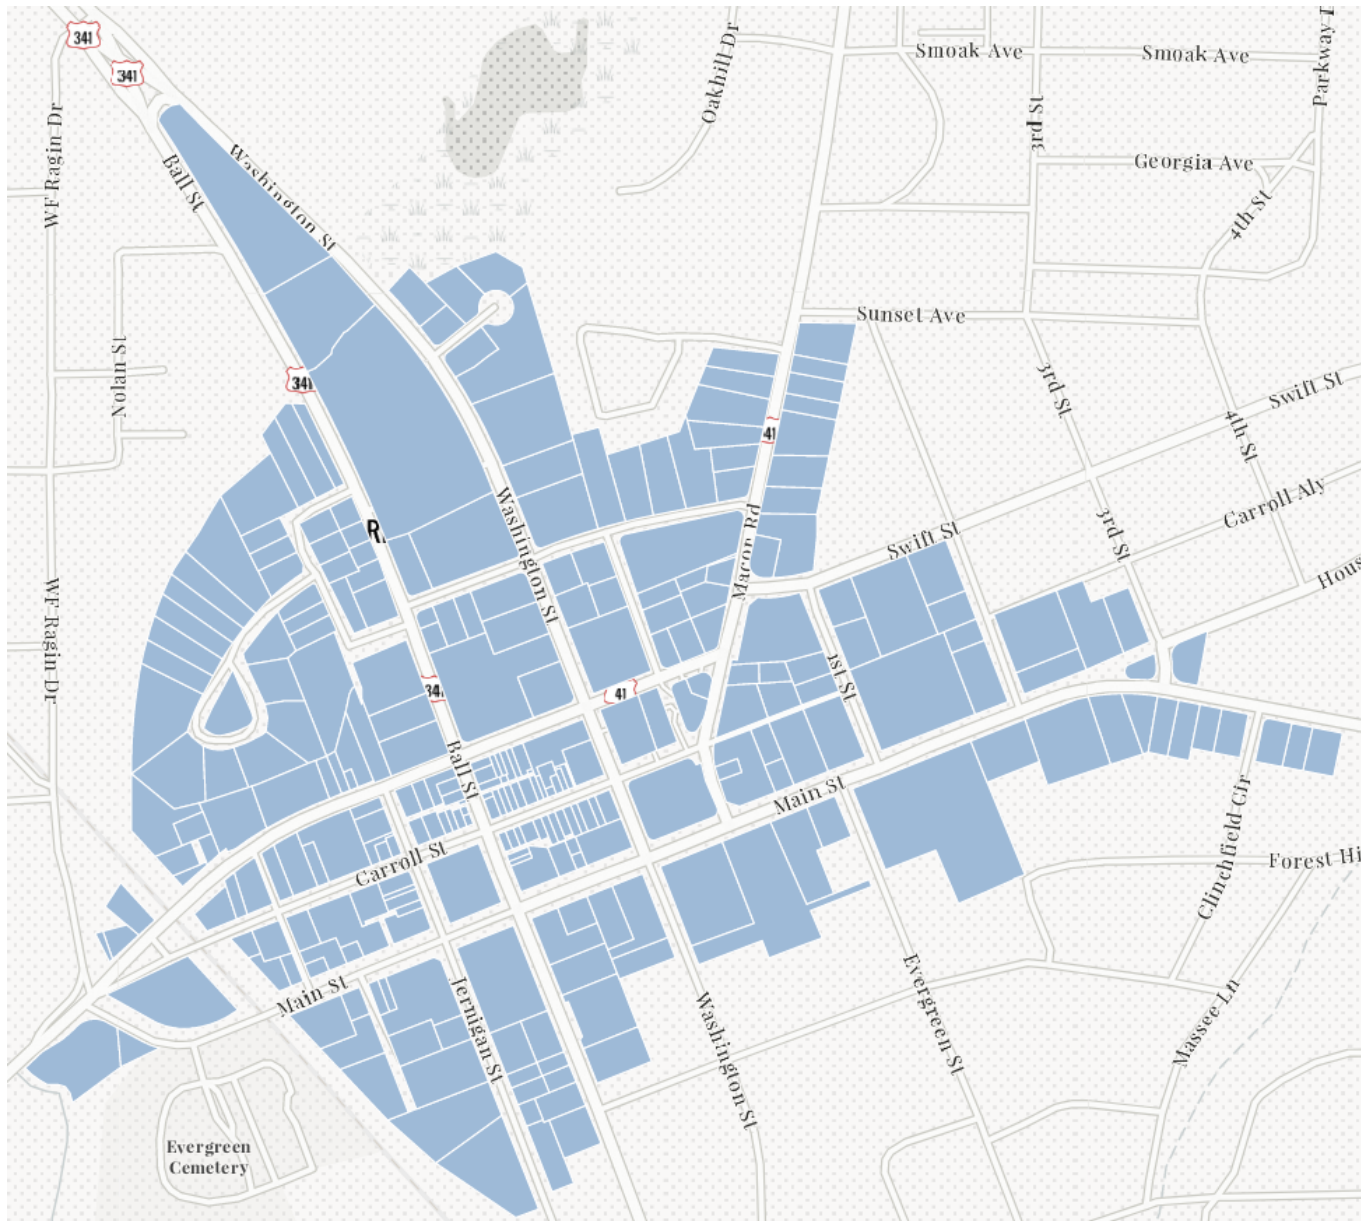 341
341
WF Ragin Dr
Ball St
Washington St
Oakhill Dr
Smoak Ave
Smoak Ave
3rd St
Parkway
Georgia Ave
4th St
Sunset Ave
Nolan St
341
3rd St
Swift St
41
4th St
Carroll Aly
R.
Washington St
Macon Rd
Swift St
3rd St
WF Ragin Dr
1st St
341
41
Ball St
Main St
Carroll St
Clinchfield Cir
Forest
Main St
Jernigan St
Washington St
Evergreen St
Massee Ln
Evergreen
Cemetery